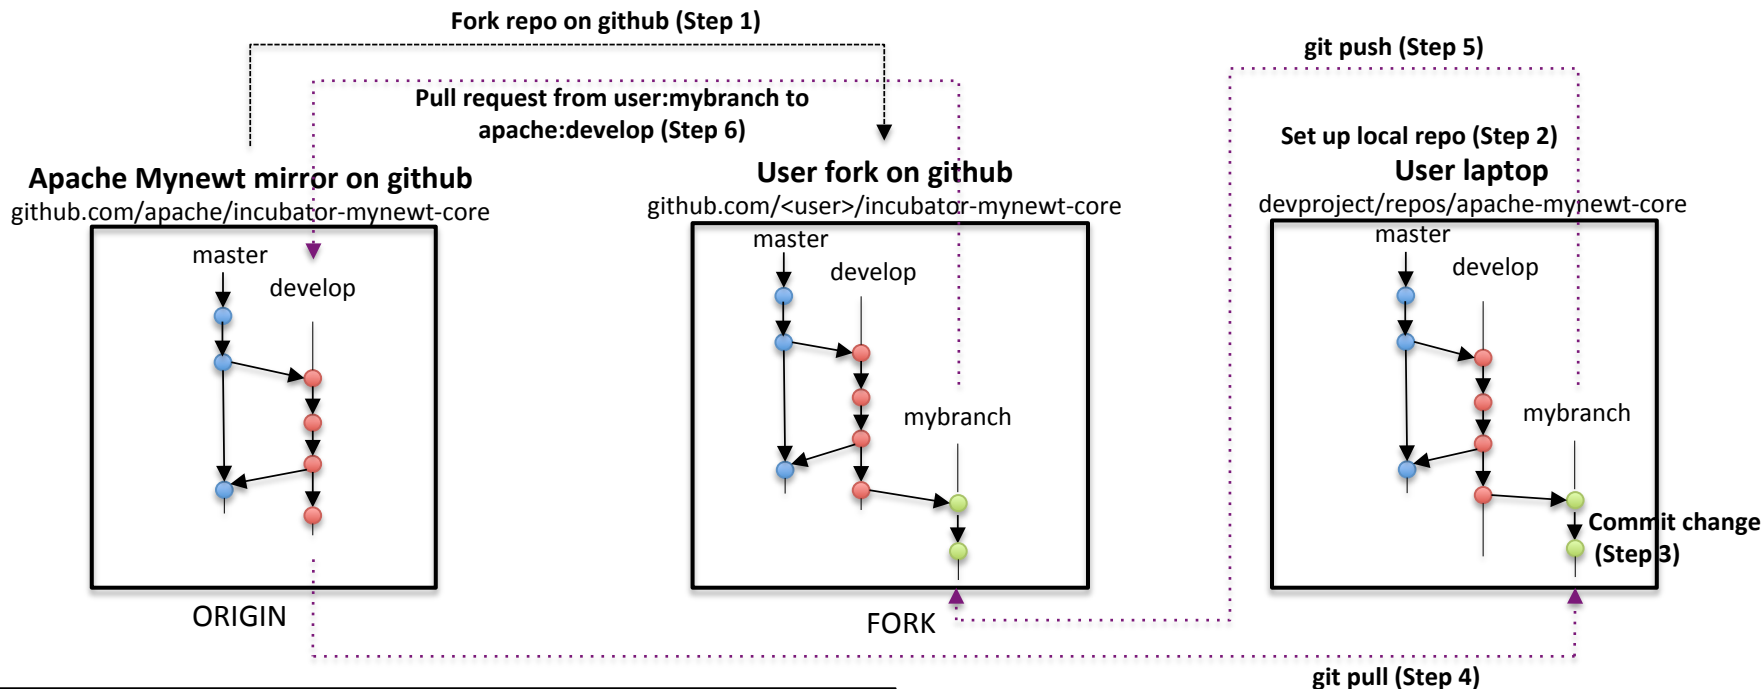 Fork repo on github (Step 1)
git push (Step 5)
Pull request from user:mybranch to
apache:develop (Step 6)
Set up local repo (Step 2)
Apache Mynewt mirror on github
github.com/apache/incubator-mynewt-core
User fork on github
github.com/<user>/incubator-mynewt-core
User laptop
devproject/repos/apache-mynewt-core
master
develop
master
develop
mybranch
master
develop
mybranch
Commit change
(Step 3)
ORIGIN
FORK
git pull (Step 4)